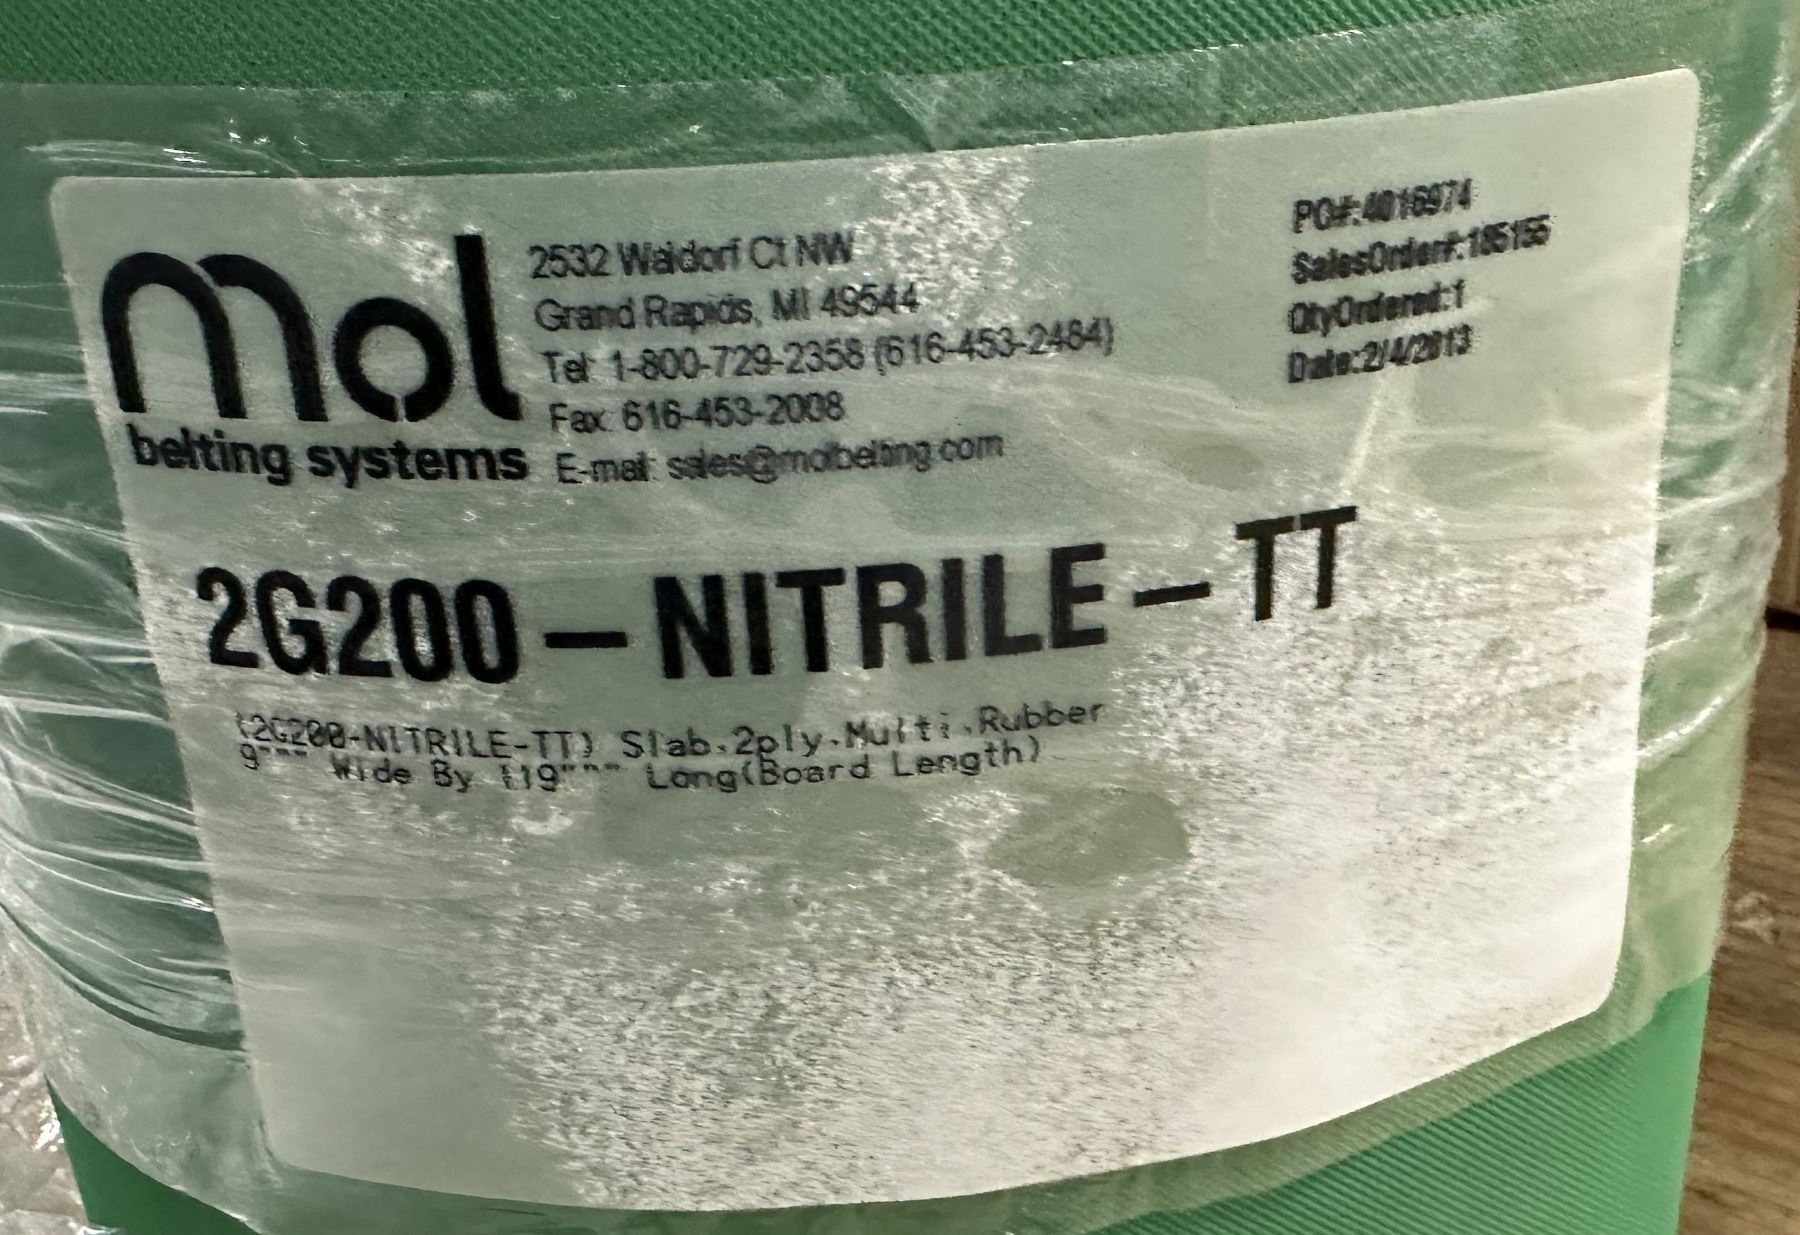 mol
belting systems
2532 Waldorf Ct NW
Grand Rapids, MI 49544
Tel: 1-800-729-2358 (616-453-2484)
Fax: 616-453-2008
E-mail: sales@molbelting.com
PO#:4016974
SalesOrder#:185155
QtyOrdered:1
Date:2/4/2013
2G200-NITRILE-TT
(2G200-NITRILE-TT) Slab,2ply,Multi,Rubber
9""" Wide By 119""" Long(Board Length)